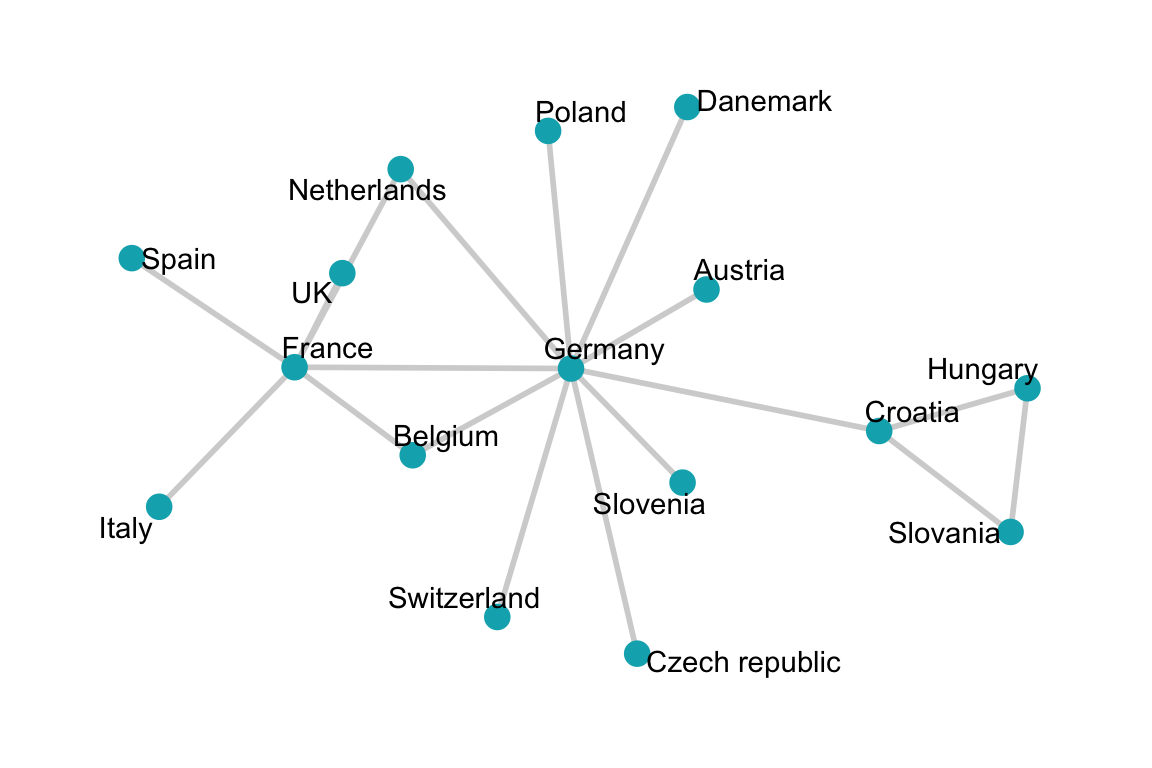 Danemark
Poland
Netherlands
Spain
Austria
UK
France
Germany
Hungary
Croatia
Belgium
Slovenia
Italy
Slovania
Switzerland
Czech republic